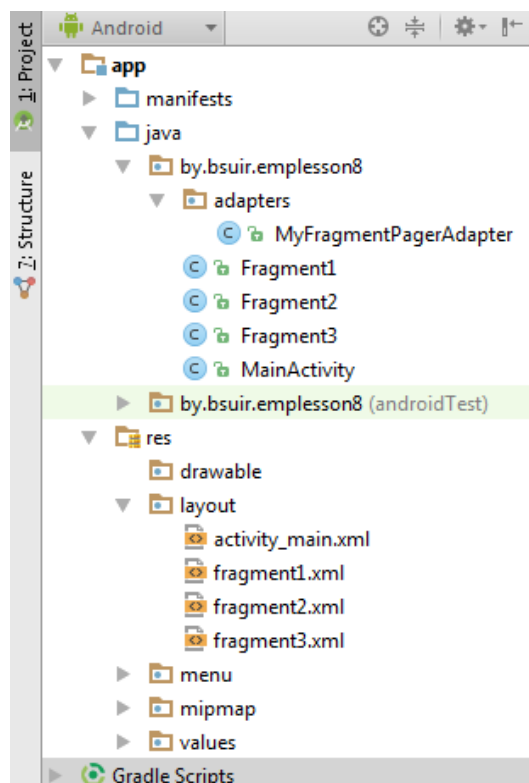 1: Project
7: Structure
Android
app
manifests
java
by.bsuir.emplesson8
adapters
MyFragmentPagerAdapter
Fragment1
Fragment2
Fragment3
MainActivity
by.bsuir.emplesson8 (androidTest)
res
drawable
layout
activity_main.xml
fragment1.xml
fragment2.xml
fragment3.xml
menu
mipmap
values
Gradle Scripts